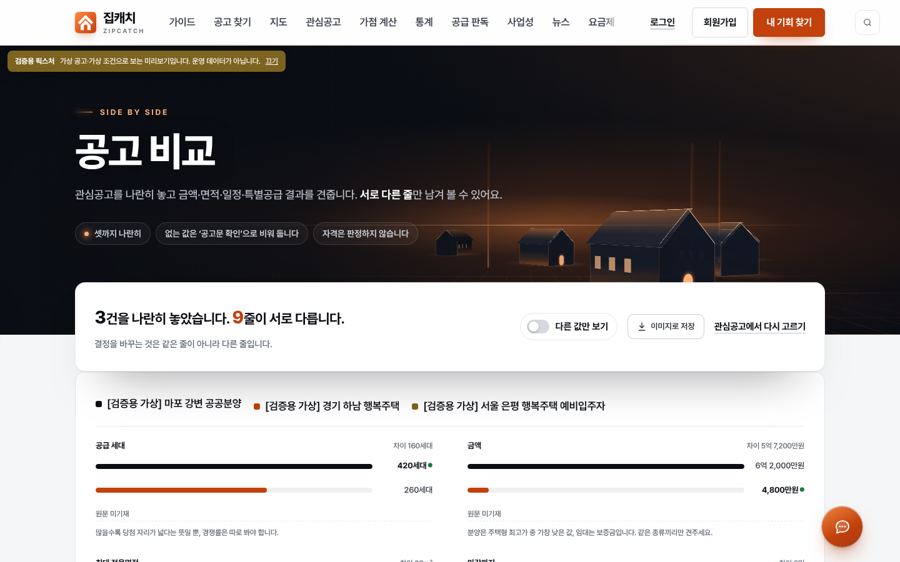 집캐치
ZIPCATCH
가이드 공고 찾기 지도 관심공고 가점 계산 통계 공급 판독 사업성 뉴스 요금제 로그인 회원가입 내 기회 찾기
검증용 픽스처 가상 공고·가상 조건으로 보는 미리보기입니다. 운영 데이터가 아닙니다. 끄기
SIDE BY SIDE
공고 비교
관심공고를 나란히 놓고 금액·면적·일정·특별공급 결과를 견줍니다. 서로 다른 줄만 남겨 볼 수 있어요.
셋까지 나란히 없는 값은 ‘공고문 확인’으로 비워 둡니다 자격은 판정하지 않습니다
3건을 나란히 놓았습니다. 9줄이 서로 다릅니다.
결정을 바꾸는 것은 같은 줄이 아니라 다른 줄입니다.
다른 값만 보기 이미지로 저장 관심공고에서 다시 고르기
[검증용 가상] 마포 강변 공공분양 [검증용 가상] 경기 하남 행복주택 [검증용 가상] 서울 은평 행복주택 예비입주자
공급 세대 차이 160세대
420세대
260세대
원문 미기재
많을수록 당첨 자리가 넓다는 뜻일 뿐, 경쟁률은 따로 봐야 합니다.
금액 차이 5억 7,200만원
6억 2,000만원
4,800만원
원문 미기재
분양은 주택형 최고가 중 가장 낮은 값, 임대는 보증금입니다. 같은 종류끼리만 견주세요.